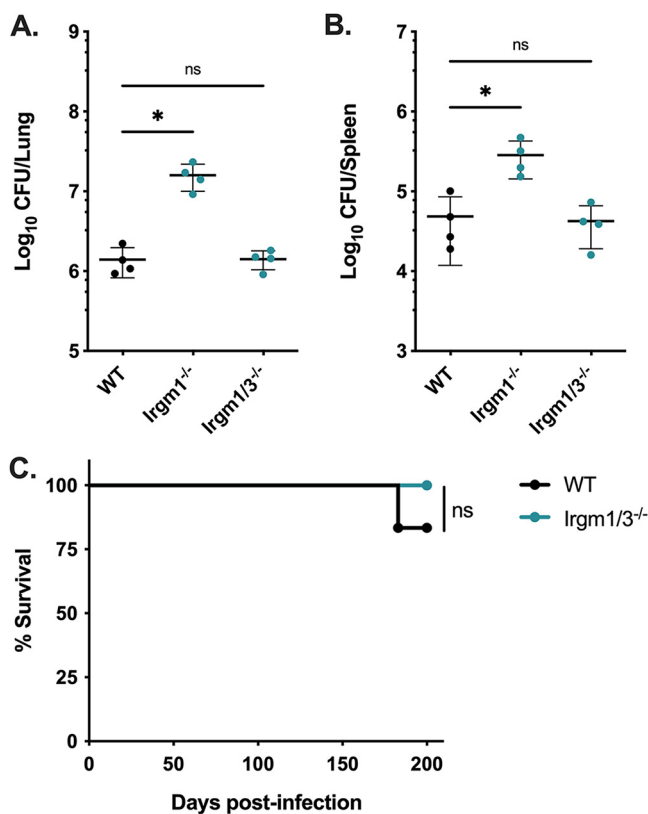 A.
B.
9
8
7
6
5
Log10 CFU/Lung
ns
*
WT
Irgm1-/-
Irgm1/3-/-
7
6
5
4
3
Log10 CFU/Spleen
ns
*
WT
Irgm1-/-
Irgm1/3-/-
C.
100
75
50
25
0
% Survival
ns
WT
Irgm1/3-/-
0 50 100 150 200
Days post-infection